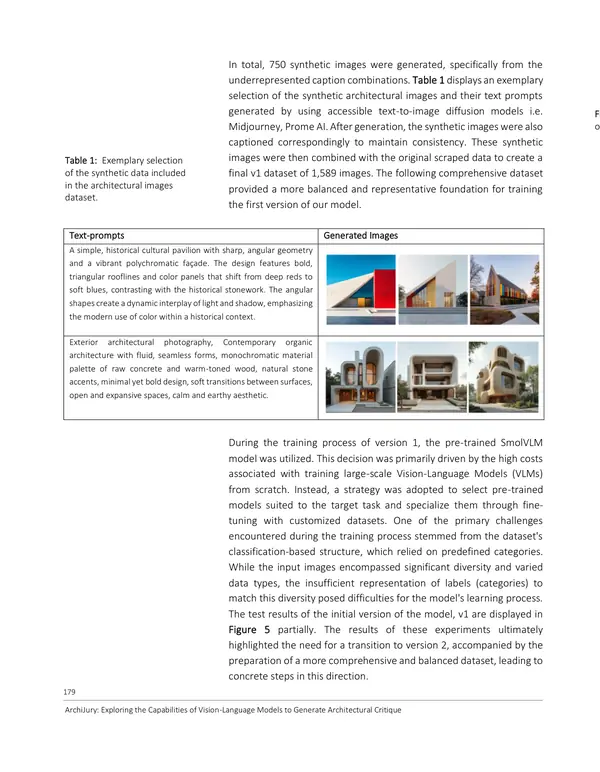 In total, 750 synthetic images were generated, specifically from the
underrepresented caption combinations. Table 1 displays an exemplary
selection of the synthetic architectural images and their text prompts
generated by using accessible text-to-image diffusion models i.e.
Midjourney, Prome AI. After generation, the synthetic images were also
captioned correspondingly to maintain consistency. These synthetic
images were then combined with the original scraped data to create a
final v1 dataset of 1,589 images. The following comprehensive dataset
provided a more balanced and representative foundation for training
the first version of our model.
F
o
Table 1: Exemplary selection
of the synthetic data included
in the architectural images
dataset.
Text-prompts
Generated Images
A simple, historical cultural pavilion with sharp, angular geometry
and a vibrant polychromatic façade. The design features bold,
triangular rooflines and color panels that shift from deep reds to
soft blues, contrasting with the historical stonework. The angular
shapes create a dynamic interplay of light and shadow, emphasizing
the modern use of color within a historical context.
Exterior architectural photography, Contemporary organic
architecture with fluid, seamless forms, monochromatic material
palette of raw concrete and warm-toned wood, natural stone
accents, minimal yet bold design, soft transitions between surfaces,
open and expansive spaces, calm and earthy aesthetic.
During the training process of version 1, the pre-trained SmolVLM
model was utilized. This decision was primarily driven by the high costs
associated with training large-scale Vision-Language Models (VLMs)
from scratch. Instead, a strategy was adopted to select pre-trained
models suited to the target task and specialize them through fine-
tuning with customized datasets. One of the primary challenges
encountered during the training process stemmed from the dataset's
classification-based structure, which relied on predefined categories.
While the input images encompassed significant diversity and varied
data types, the insufficient representation of labels (categories) to
match this diversity posed difficulties for the model's learning process.
The test results of the initial version of the model, v1 are displayed in
Figure 5 partially. The results of these experiments ultimately
highlighted the need for a transition to version 2, accompanied by the
preparation of a more comprehensive and balanced dataset, leading to
concrete steps in this direction.
179
ArchiJury: Exploring the Capabilities of Vision-Language Models to Generate Architectural Critique